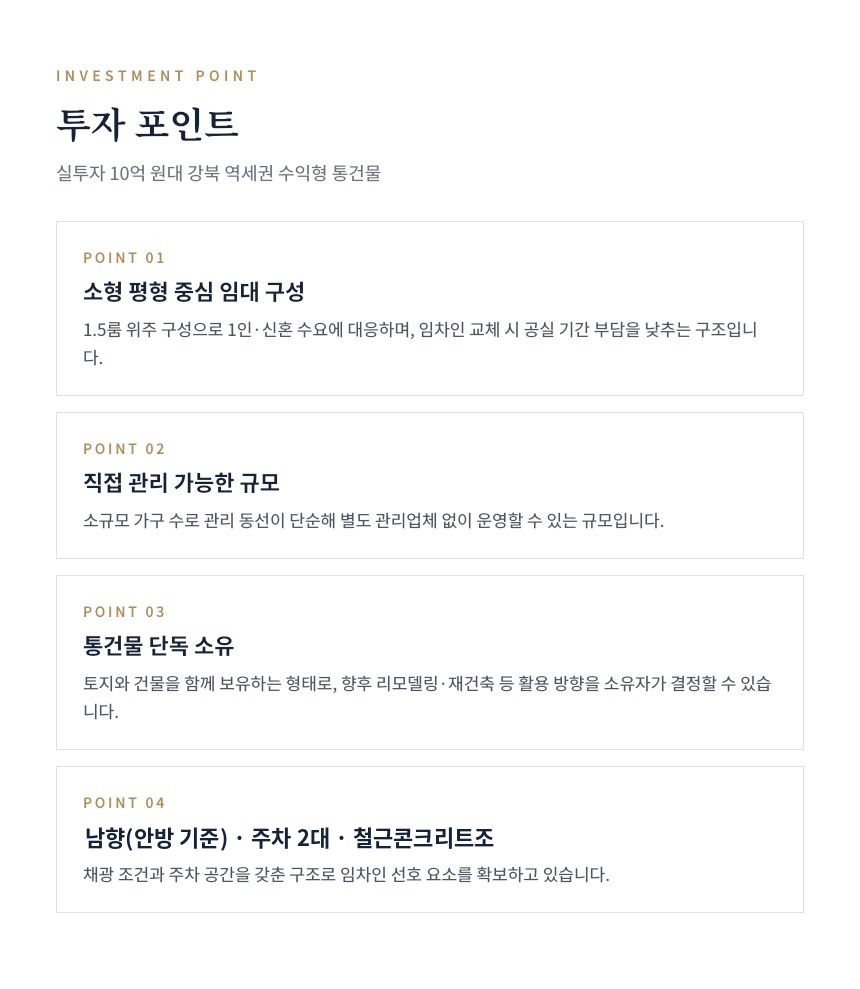 INVESTMENT POINT
투자 포인트
실투자 10억 원대 강북 역세권 수익형 통건물
POINT 01
소형 평형 중심 임대 구성
1.5룸 위주 구성으로 1인·신혼 수요에 대응하며, 임차인 교체 시 공실 기간 부담을 낮추는 구조입니
다.
POINT 02
직접 관리 가능한 규모
소규모 가구 수로 관리 동선이 단순해 별도 관리업체 없이 운영할 수 있는 규모입니다.
POINT 03
통건물 단독 소유
토지와 건물을 함께 보유하는 형태로, 향후 리모델링·재건축 등 활용 방향을 소유자가 결정할 수 있습
니다.
POINT 04
남향(안방 기준) · 주차 2대 · 철근콘크리트조
채광 조건과 주차 공간을 갖춘 구조로 임차인 선호 요소를 확보하고 있습니다.